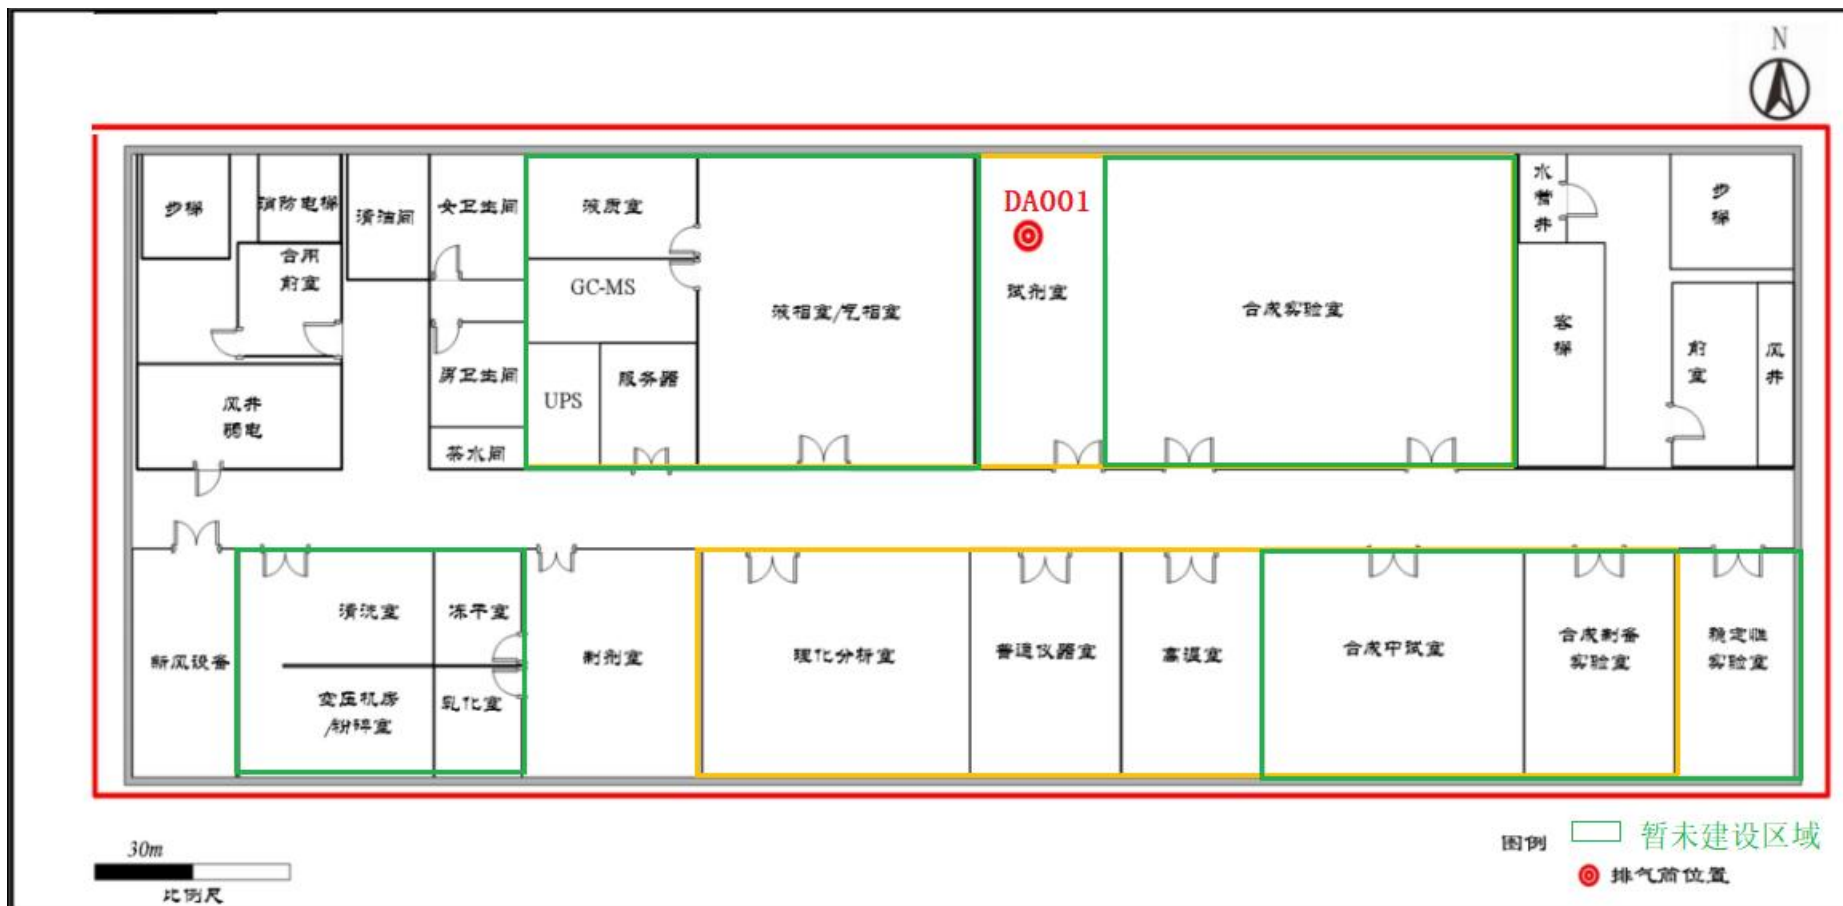 N
步梯
消防电梯
清洁间
女卫生间
液质室
DA001
水
管
井
步
梯
合用
前室
GC-MS
液相室/气相室
试剂室
合成实验室
客
梯
前
室
风
井
男卫生间
UPS
服务器
风井
弱电
茶水间
清洗室
冻干室
新风设备
制剂室
理化分析室
普通仪器室
高温室
合成中试室
合成制备
实验室
稳定性
实验室
空压机房
/粉碎室
乳化室
30m
比例尺
图例
暂未建设区域
排气筒位置